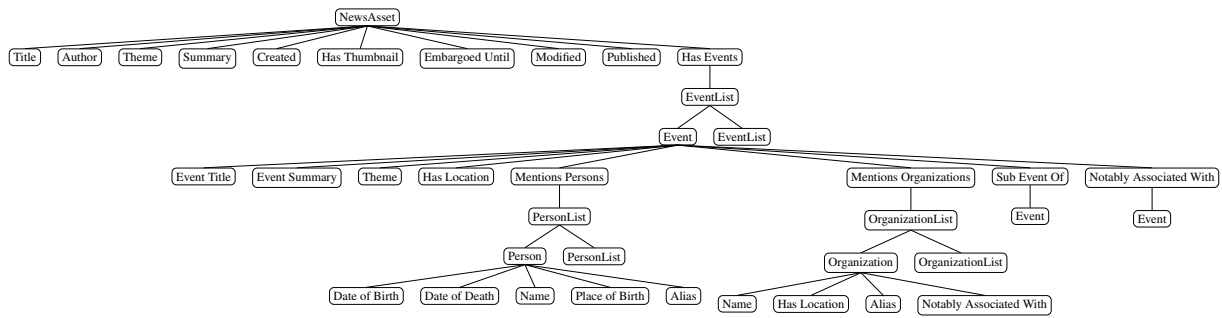 NewsAsset
Title Author Theme Summary Created Has Thumbnail Embargoed Until Modified Published Has Events
EventList
Event EventList
Event Title Event Summary Theme Has Location Mentions Persons Mentions Organizations Sub Event Of Notably Associated With
PersonList OrganizationList Event Event
Person PersonList Organization OrganizationList
Date of Birth Date of Death Name Place of Birth Alias Name Has Location Alias Notably Associated With